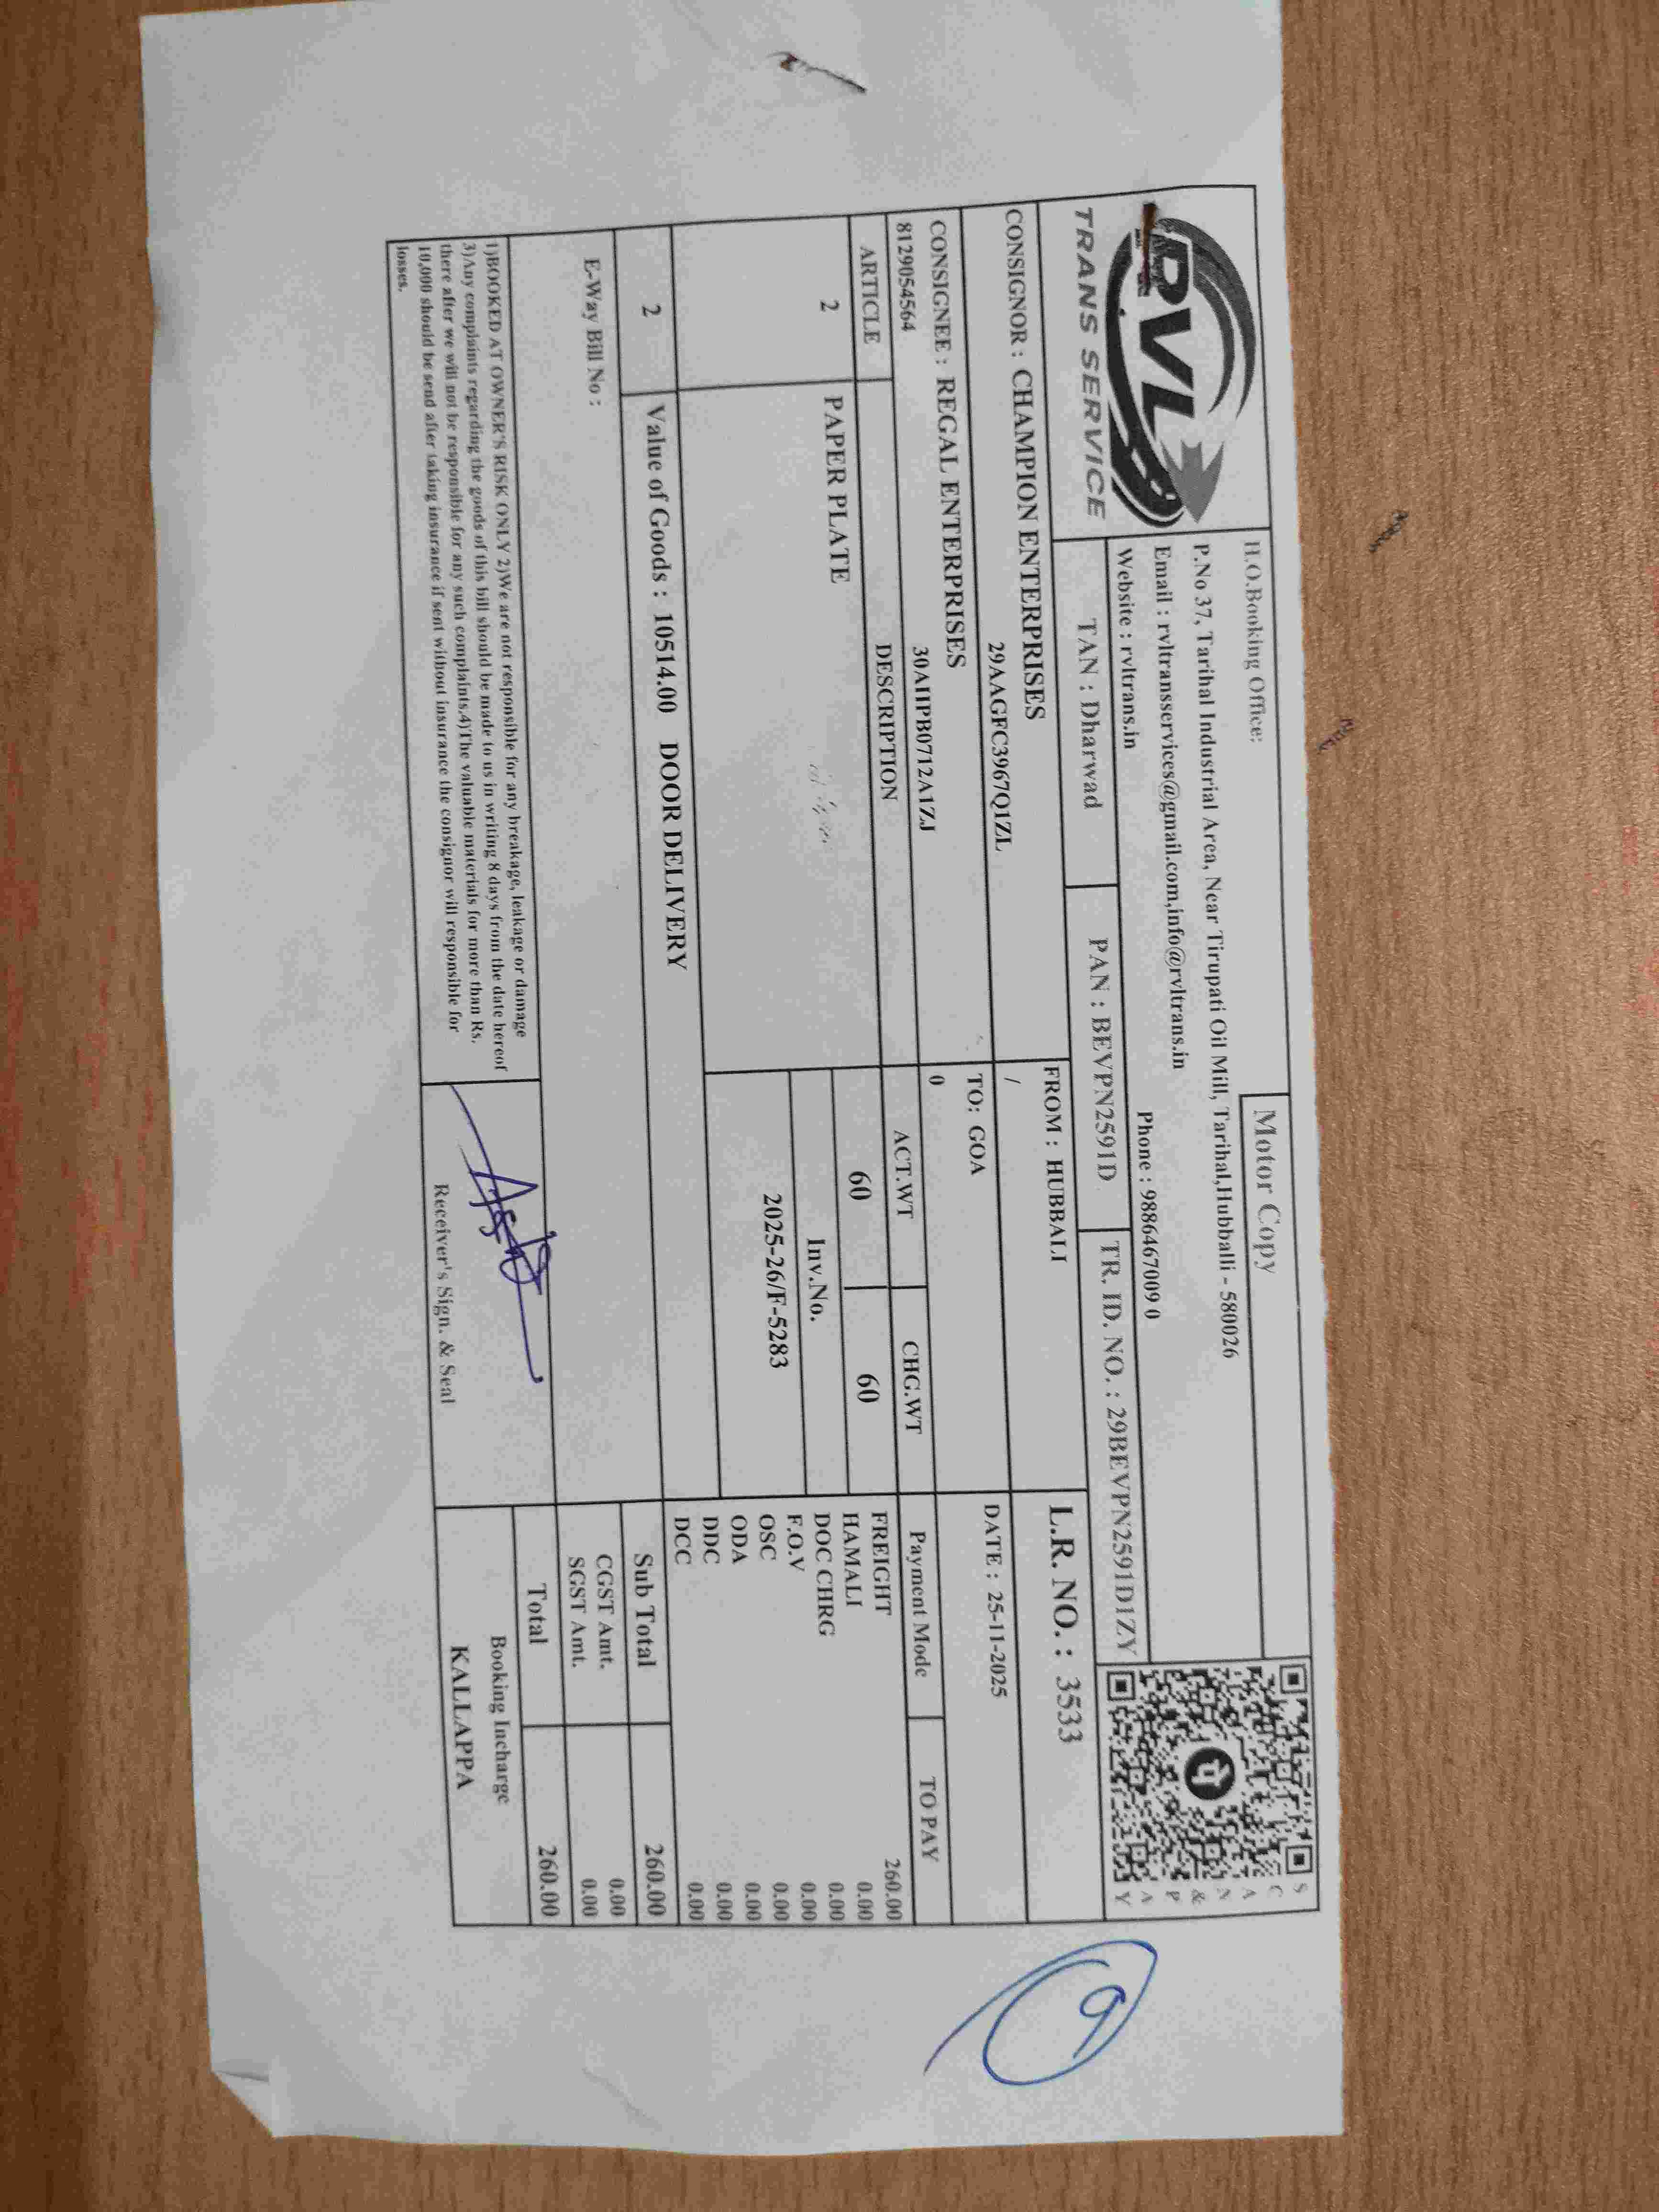 RVL
TRANS SERVICE
H.O.Booking Office:
Motor Copy
P.No 37, Tarihal Industrial Area, Near Tirupati Oil Mill, Tarihal,Hubballi - 580026
Email : rvltransservices@gmail.com,info@rvltrans.in
Phone : 9886467009 0
Website : rvltrans.in
SCAN & PAY
TAN : Dharwad
PAN : BEVPN2591D
TR. ID. NO. : 29BEVPN2591D1ZY
CONSIGNOR : CHAMPION ENTERPRISES
29AAGFC3967Q1ZL
FROM : HUBBALI
/
L.R. NO. : 3533
CONSIGNEE : REGAL ENTERPRISES
8129054564
30AIIPB0712A1ZJ
TO: GOA
0
DATE : 25-11-2025
ARTICLE
DESCRIPTION
ACT.WT
CHG.WT
Payment Mode
TO PAY
2
PAPER PLATE
60
60
Inv.No.
2025-26/F-5283
FREIGHT 260.00
HAMALI 0.00
DOC CHRG 0.00
F.O.V 0.00
OSC 0.00
ODA 0.00
DDC 0.00
DCC 0.00
2
Value of Goods : 10514.00 DOOR DELIVERY
Sub Total 260.00
E-Way Bill No :
CGST Amt. 0.00
SGST Amt. 0.00
Total 260.00
1)BOOKED AT OWNER'S RISK ONLY 2)We are not responsible for any breakage, leakage or damage
3)Any complaints regarding the goods of this bill should be made to us in writing 8 days from the date hereof
there after we will not be responsible for any such complaints.4)The valuable materials for more than Rs.
10,000 should be send after taking insurance if sent without insurance the consignor will responsible for
losses.
Receiver's Sign. & Seal
Booking Incharge
KALLAPPA
9